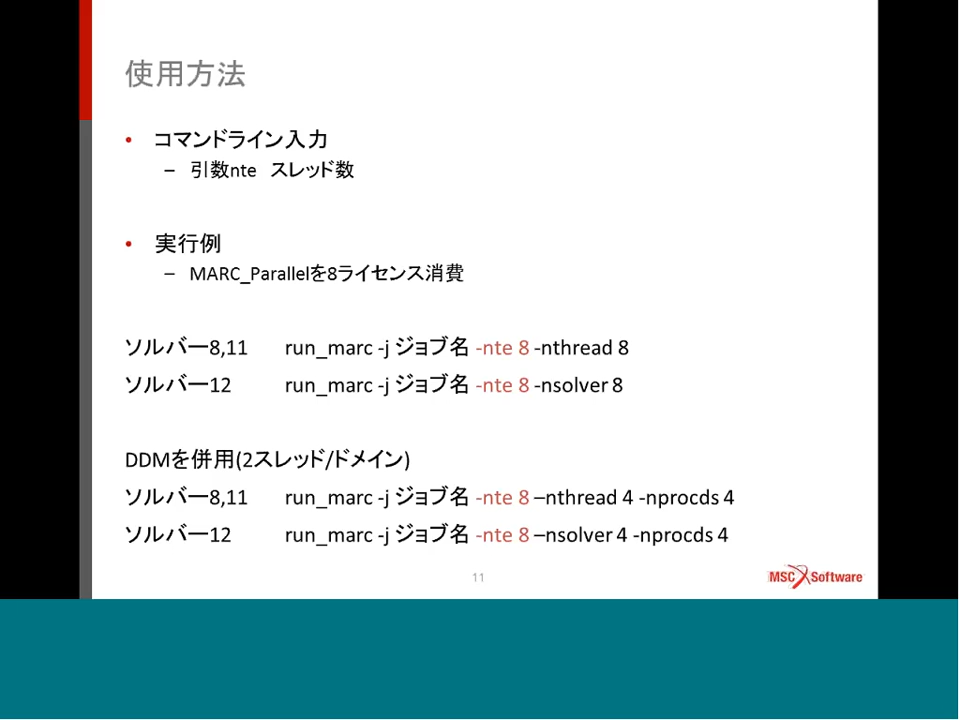 使用方法
• コマンドライン入力
– 引数nte スレッド数
• 実行例
– MARC_Parallelを8ライセンス消費
ソルバー8,11 run_marc -j ジョブ名 -nte 8 -nthread 8
ソルバー12 run_marc -j ジョブ名 -nte 8 -nsolver 8
DDMを併用(2スレッド/ドメイン)
ソルバー8,11 run_marc -j ジョブ名 -nte 8 –nthread 4 -nprocds 4
ソルバー12 run_marc -j ジョブ名 -nte 8 –nsolver 4 -nprocds 4
11
MSC Software